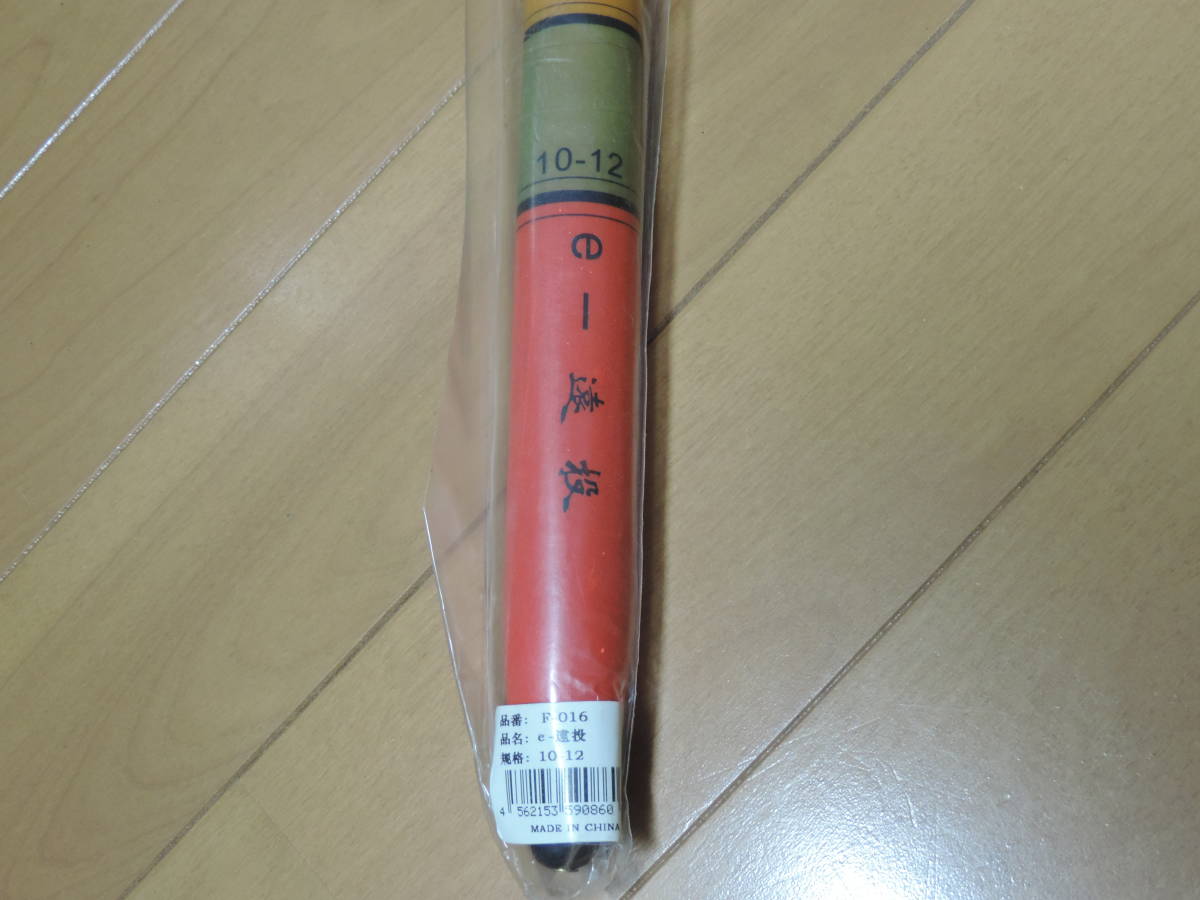 10-12
e-遠投
品番: F-016
品名: e-遠投
規格: 10-12
4 562153 590860
MADE IN CHINA